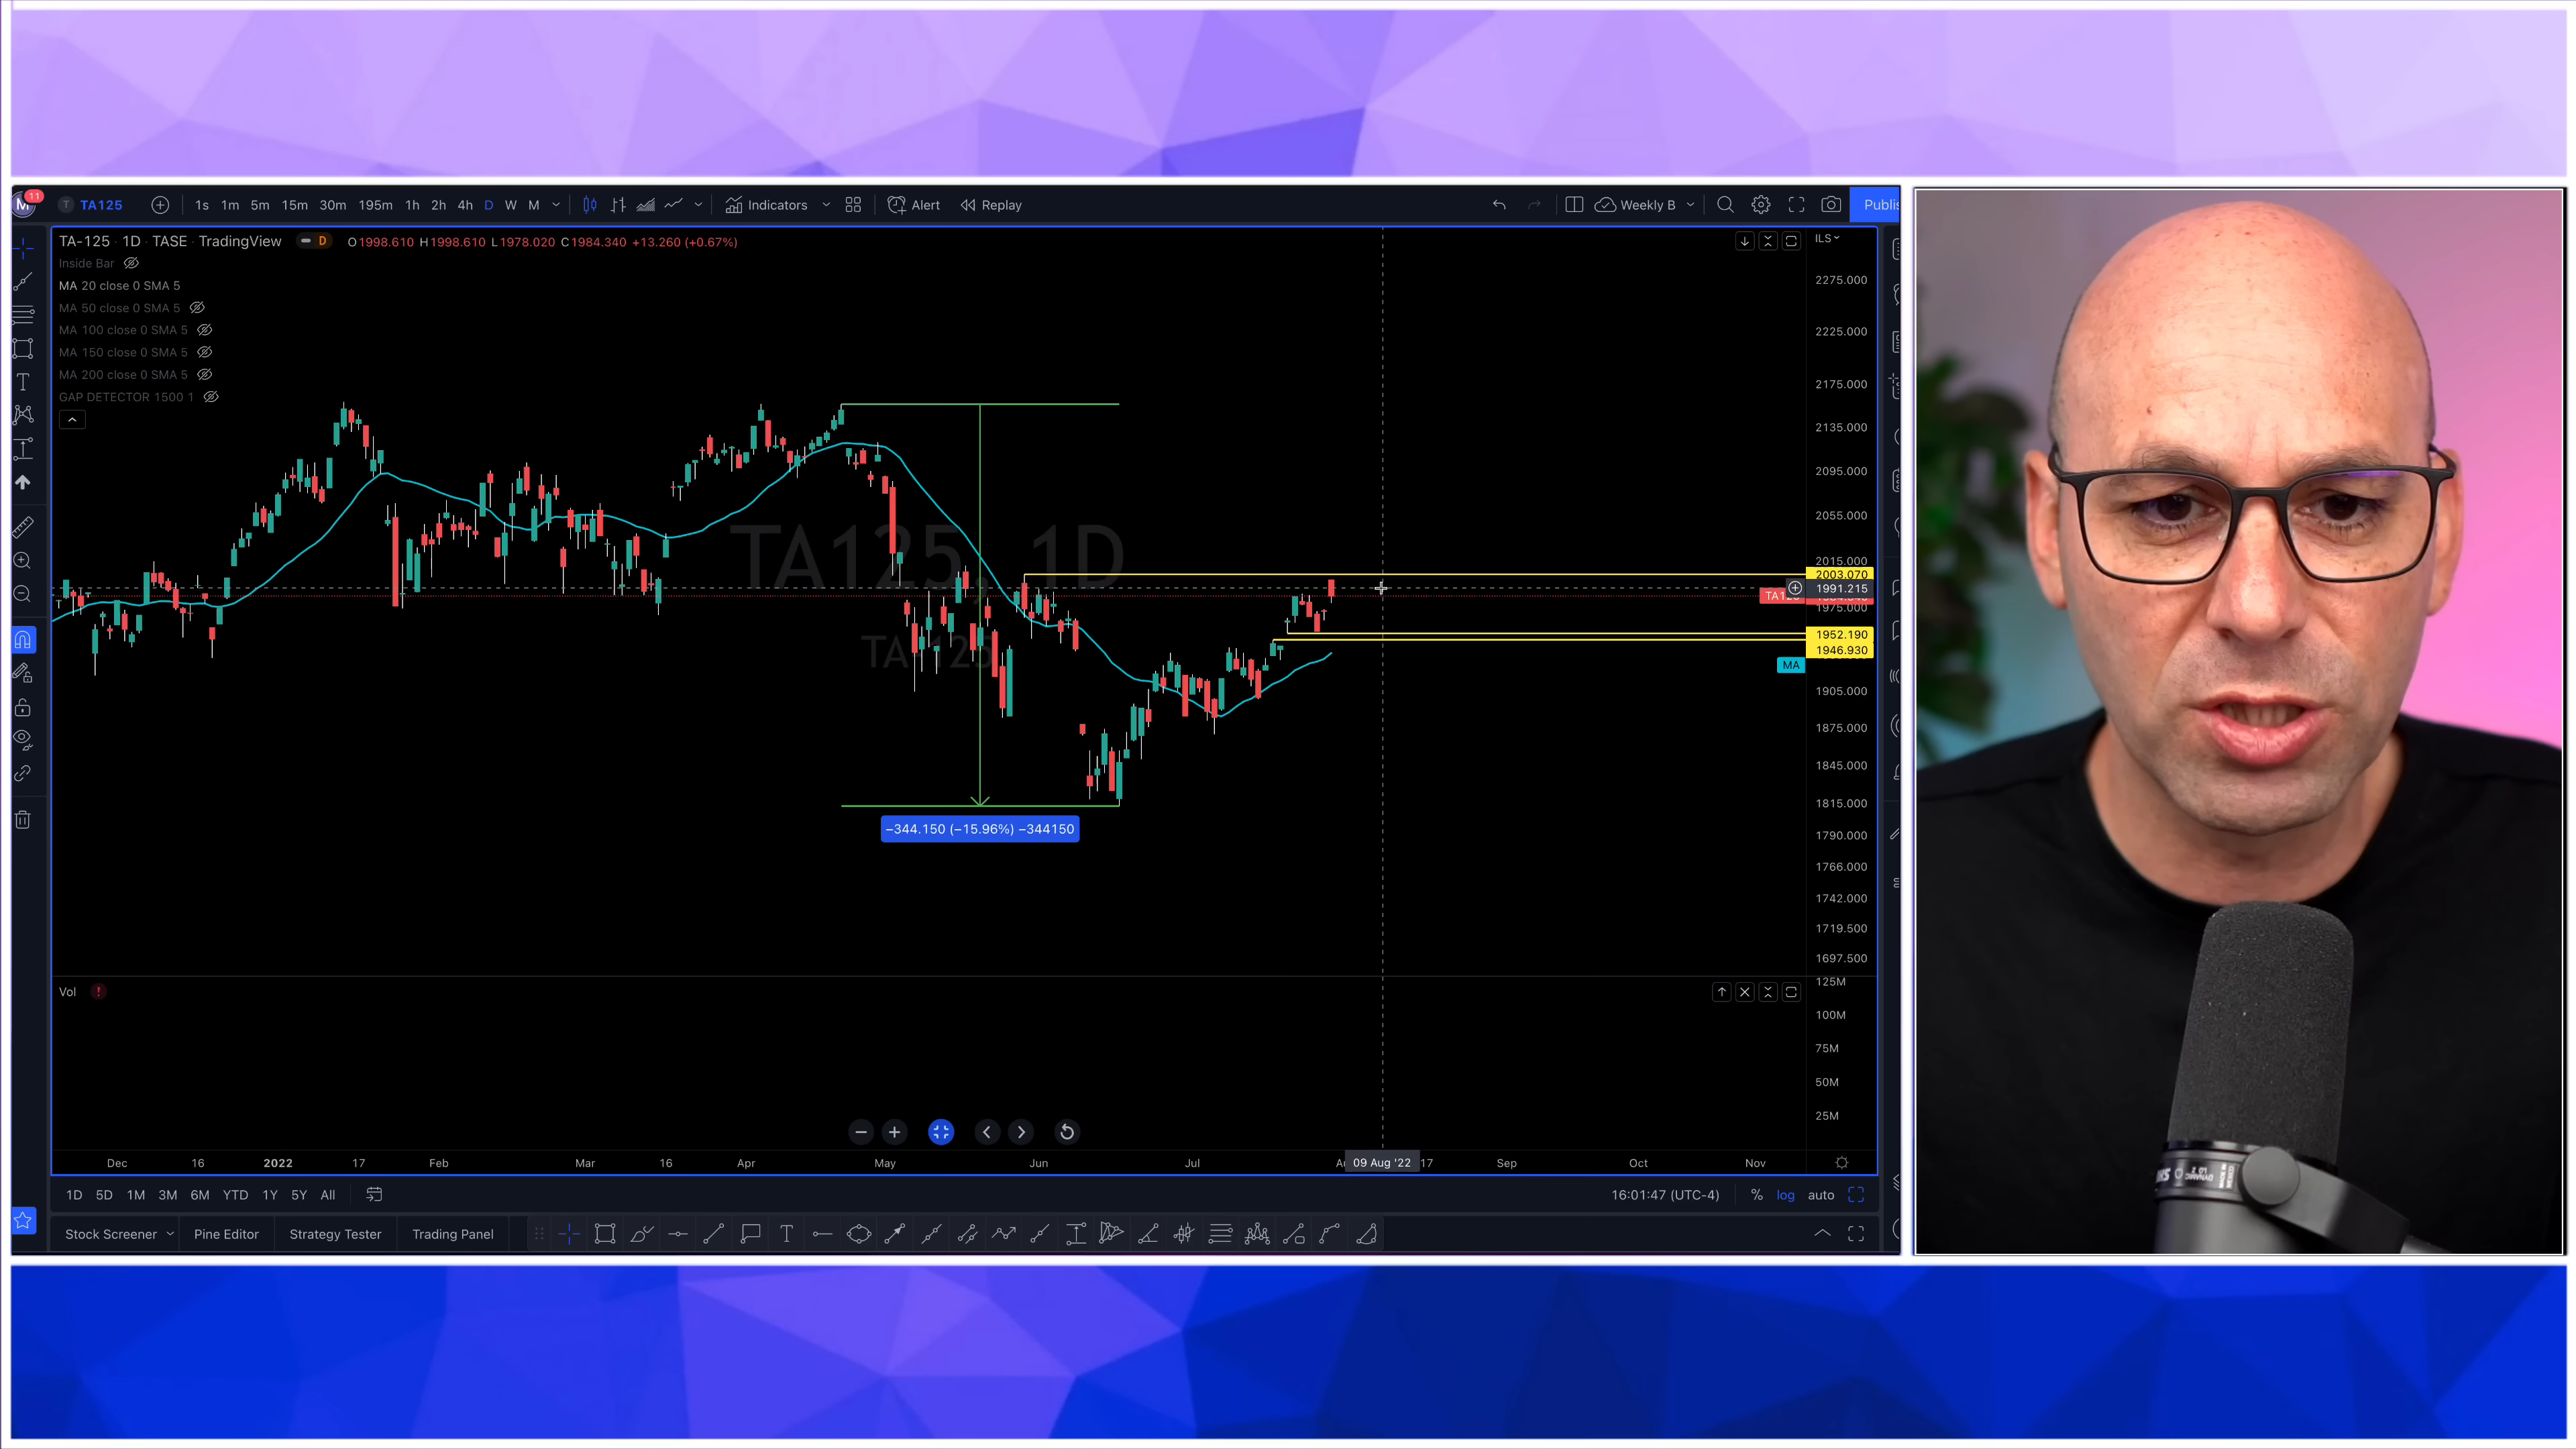 11
M
T TA125 1s 1m 5m 15m 30m 195m 1h 2h 4h D W M Indicators Alert Replay Weekly B Publis
TA-125 · 1D · TASE · TradingView D O1998.610 H1998.610 L1978.020 C1984.340 +13.260 (+0.67%)
ILS
Inside Bar
MA 20 close 0 SMA 5
MA 50 close 0 SMA 5
MA 100 close 0 SMA 5
MA 150 close 0 SMA 5
MA 200 close 0 SMA 5
GAP DETECTOR 1500 1
TA125, 1D
TA125
2275.000
2225.000
2175.000
2135.000
2095.000
2055.000
2015.000
2003.070
1991.215
1975.000
1952.190
1946.930
MA
1905.000
1875.000
1845.000
1815.000
1790.000
1766.000
1742.000
1719.500
1697.500
−344.150 (−15.96%) −344150
Vol
125M
100M
75M
50M
25M
Dec 16 2022 17 Feb Mar 16 Apr May Jun Jul 09 Aug '22 17 Sep Oct Nov
1D 5D 1M 3M 6M YTD 1Y 5Y All 16:01:47 (UTC-4) % log auto
Stock Screener Pine Editor Strategy Tester Trading Panel